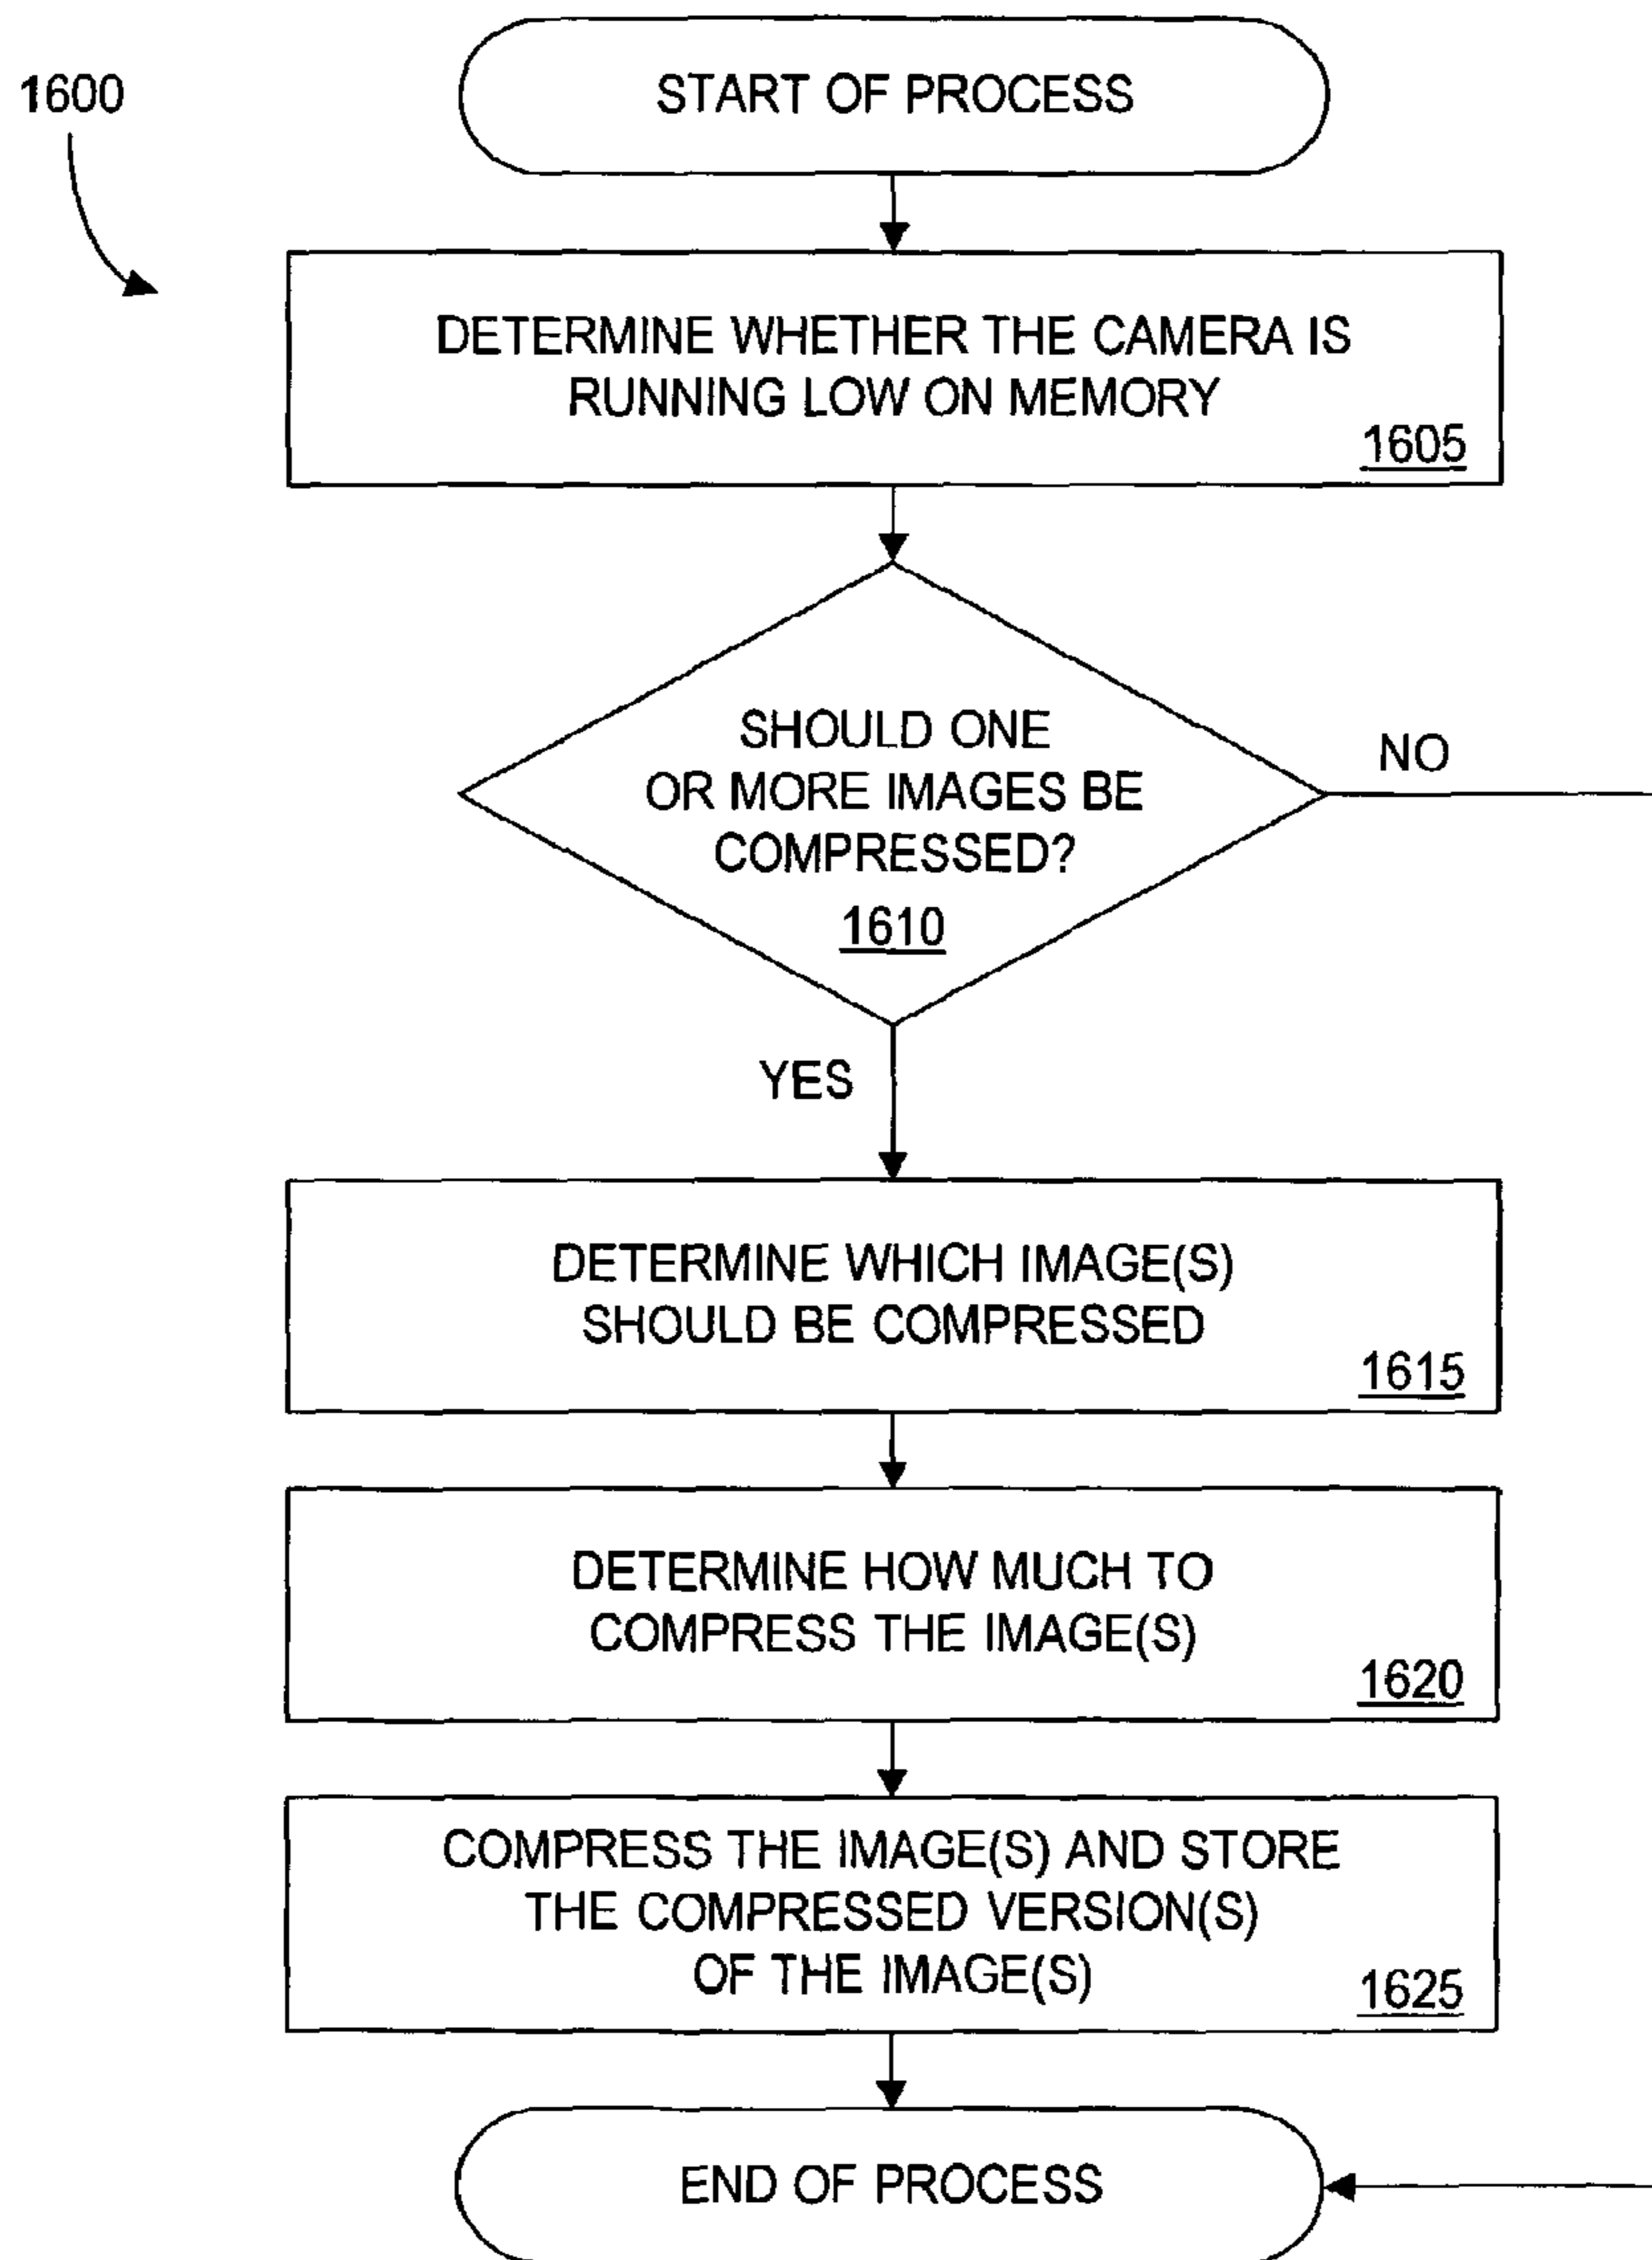 1600
START OF PROCESS
DETERMINE WHETHER THE CAMERA IS
RUNNING LOW ON MEMORY
1605
SHOULD ONE
OR MORE IMAGES BE
COMPRESSED?
1610
NO
YES
DETERMINE WHICH IMAGE(S)
SHOULD BE COMPRESSED
1615
DETERMINE HOW MUCH TO
COMPRESS THE IMAGE(S)
1620
COMPRESS THE IMAGE(S) AND STORE
THE COMPRESSED VERSION(S)
OF THE IMAGE(S)
1625
END OF PROCESS